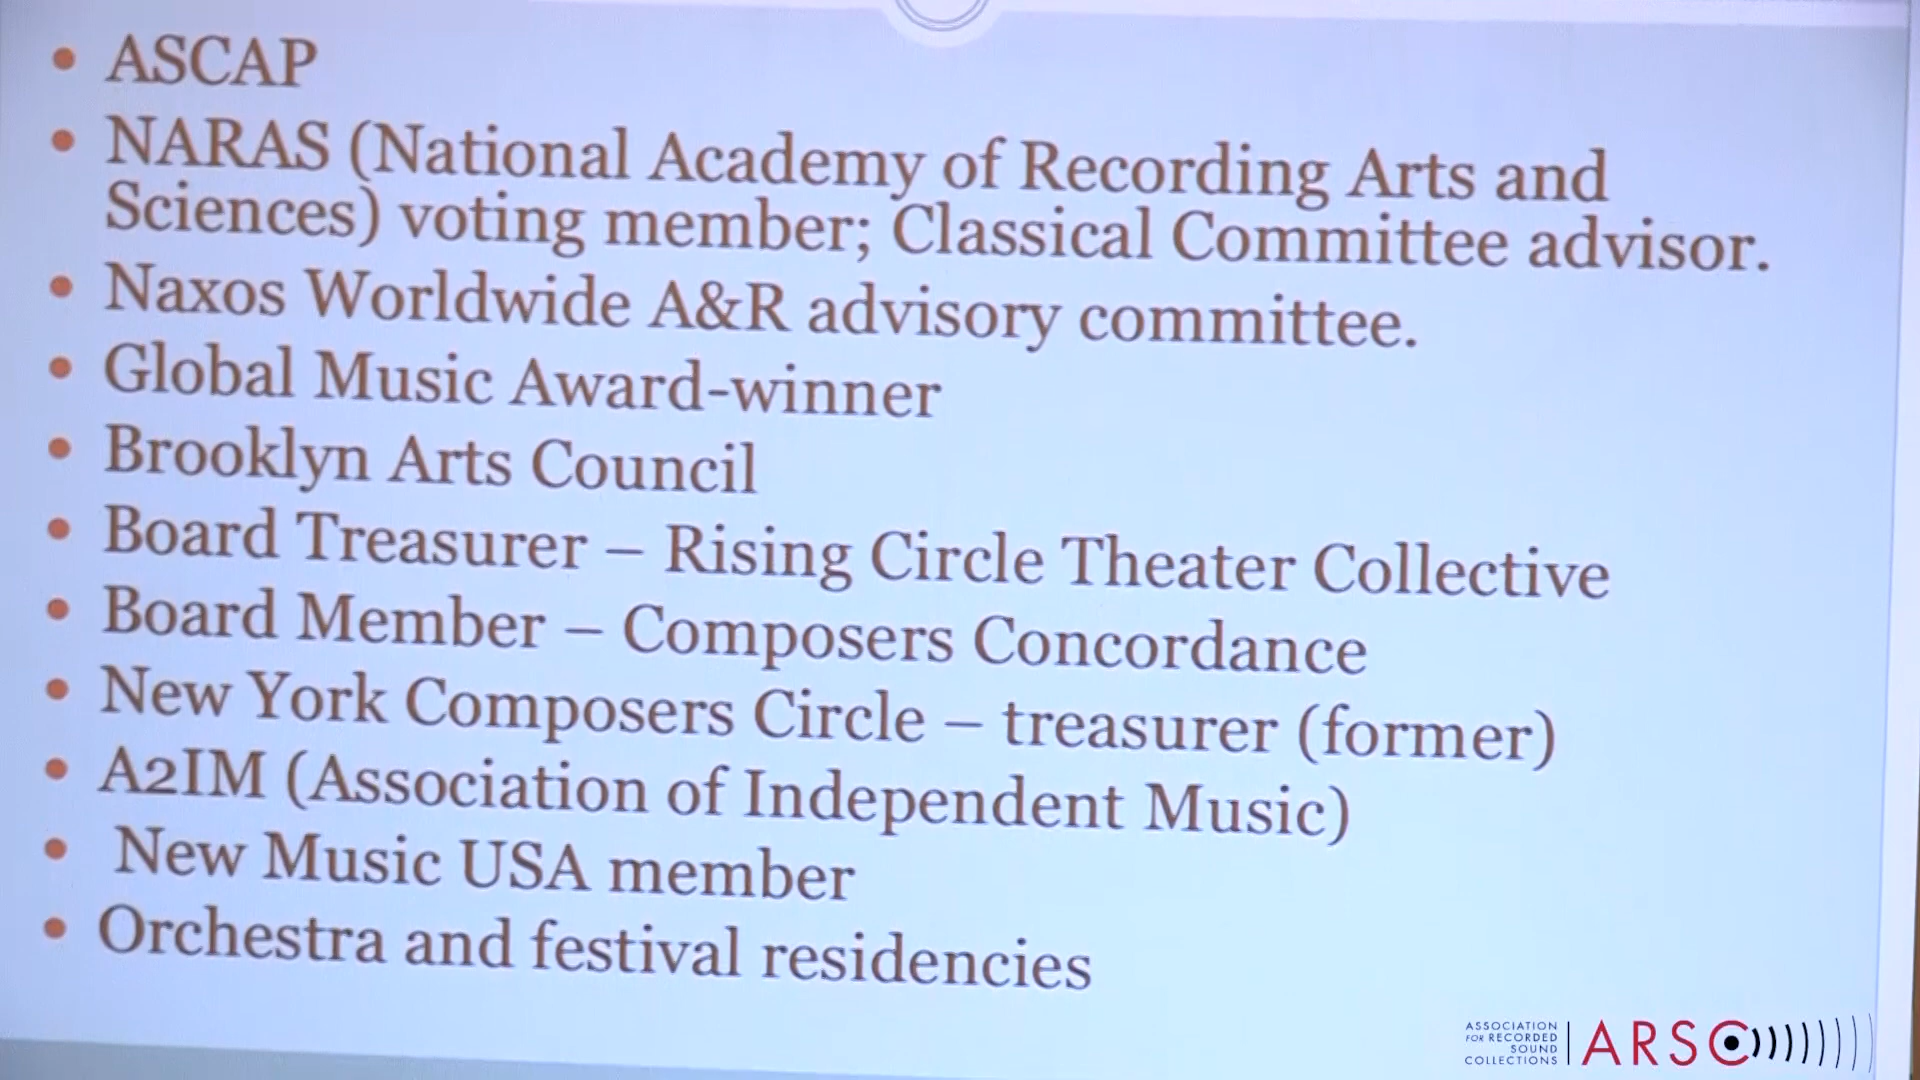 • ASCAP
• NARAS (National Academy of Recording Arts and
Sciences) voting member; Classical Committee advisor.
• Naxos Worldwide A&R advisory committee.
• Global Music Award-winner
• Brooklyn Arts Council
• Board Treasurer – Rising Circle Theater Collective
• Board Member – Composers Concordance
• New York Composers Circle – treasurer (former)
• A2IM (Association of Independent Music)
• New Music USA member
• Orchestra and festival residencies
ASSOCIATION
FOR RECORDED
SOUND
COLLECTIONS
ARSC